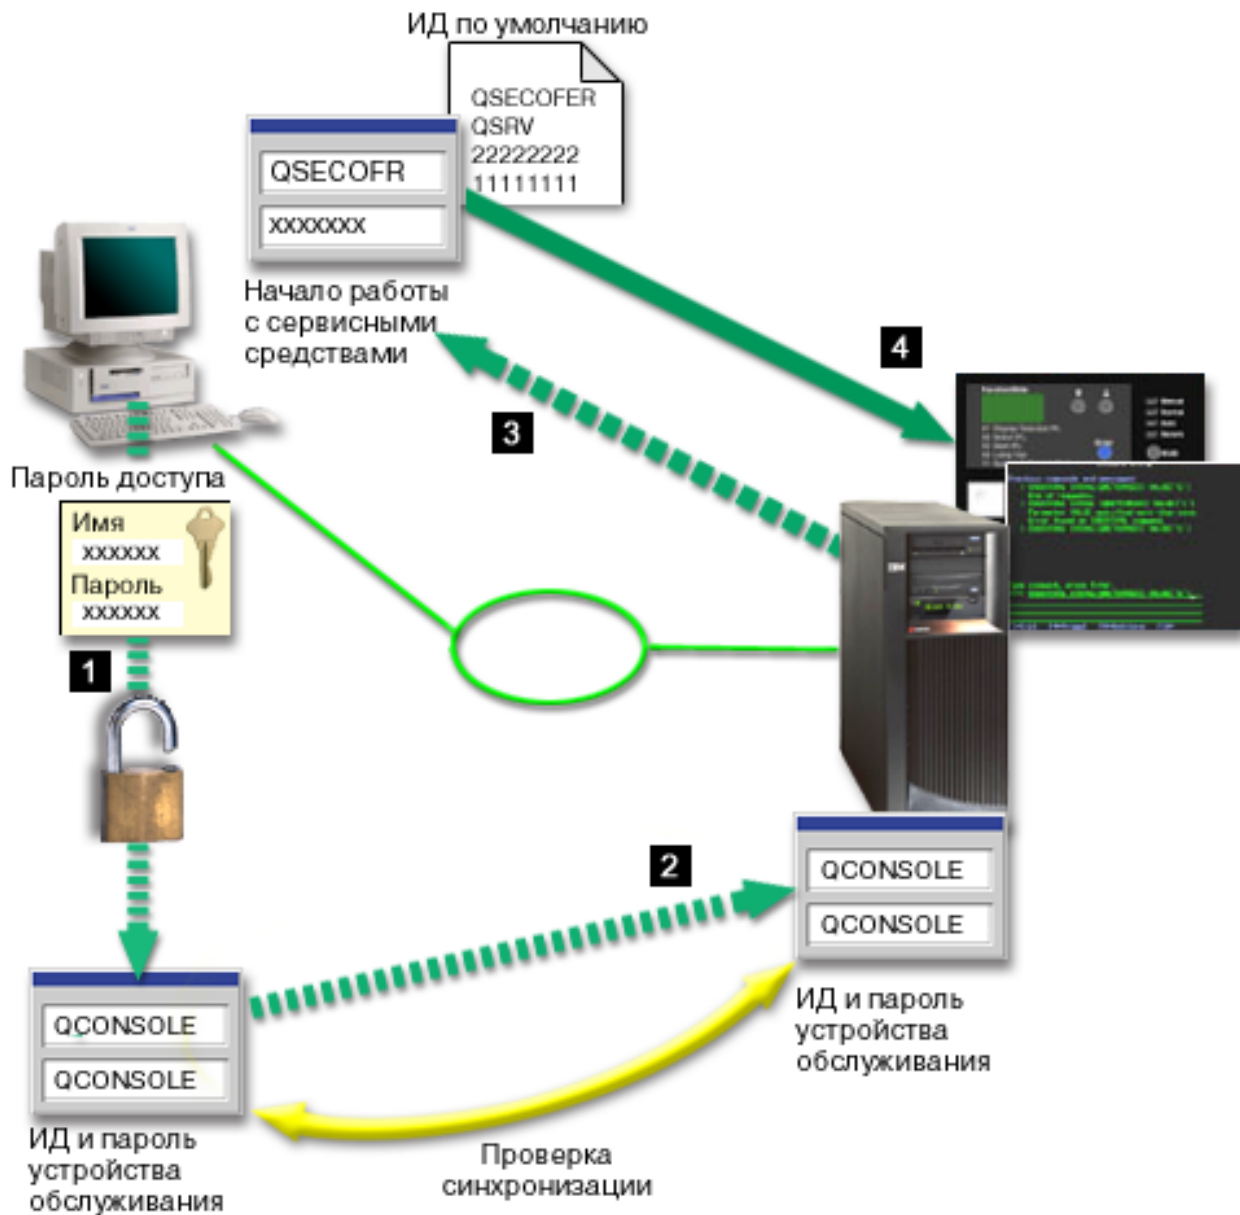 ИД по умолчанию
QSECOFER
QSRV
22222222
11111111
QSECOFR
xxxxxxx
Начало работы
с сервисными
средствами
4
3
Пароль доступа
Имя
xxxxxx
Пароль
xxxxxx
1
IBM
2
QCONSOLE
QCONSOLE
ИД и пароль
устройства
обслуживания
QCONSOLE
QCONSOLE
ИД и пароль
устройства
обслуживания
Проверка
синхронизации